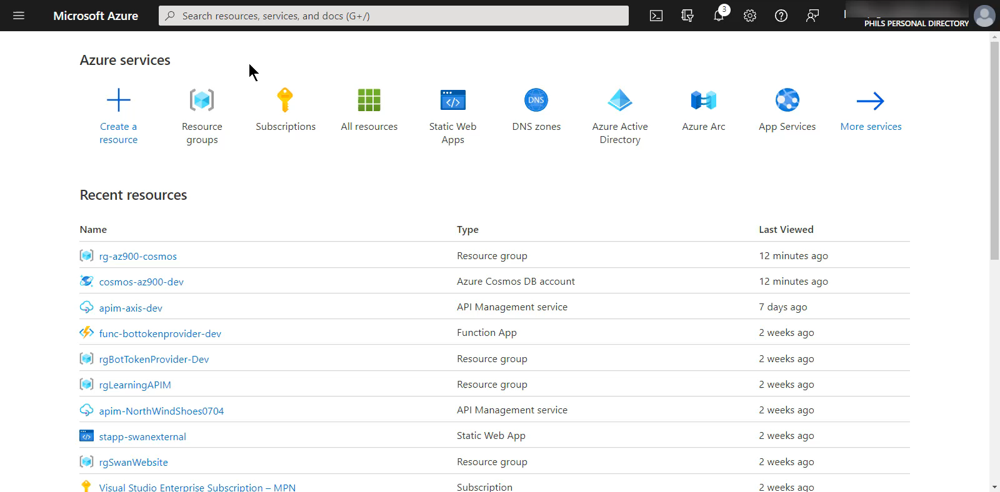 Microsoft Azure
Search resources, services, and docs (G+/)
3
PHILS PERSONAL DIRECTORY
Azure services
Create a
resource
Resource
groups
Subscriptions
All resources
Static Web
Apps
DNS
DNS zones
Azure Active
Directory
Azure Arc
App Services
More services
Recent resources
Name Type Last Viewed
rg-az900-cosmos Resource group 12 minutes ago
cosmos-az900-dev Azure Cosmos DB account 12 minutes ago
apim-axis-dev API Management service 7 days ago
func-bottokenprovider-dev Function App 2 weeks ago
rgBotTokenProvider-Dev Resource group 2 weeks ago
rgLearningAPIM Resource group 2 weeks ago
apim-NorthWindShoes0704 API Management service 2 weeks ago
stapp-swanexternal Static Web App 2 weeks ago
rgSwanWebsite Resource group 2 weeks ago
Visual Studio Enterprise Subscription – MPN Subscription 2 weeks ago